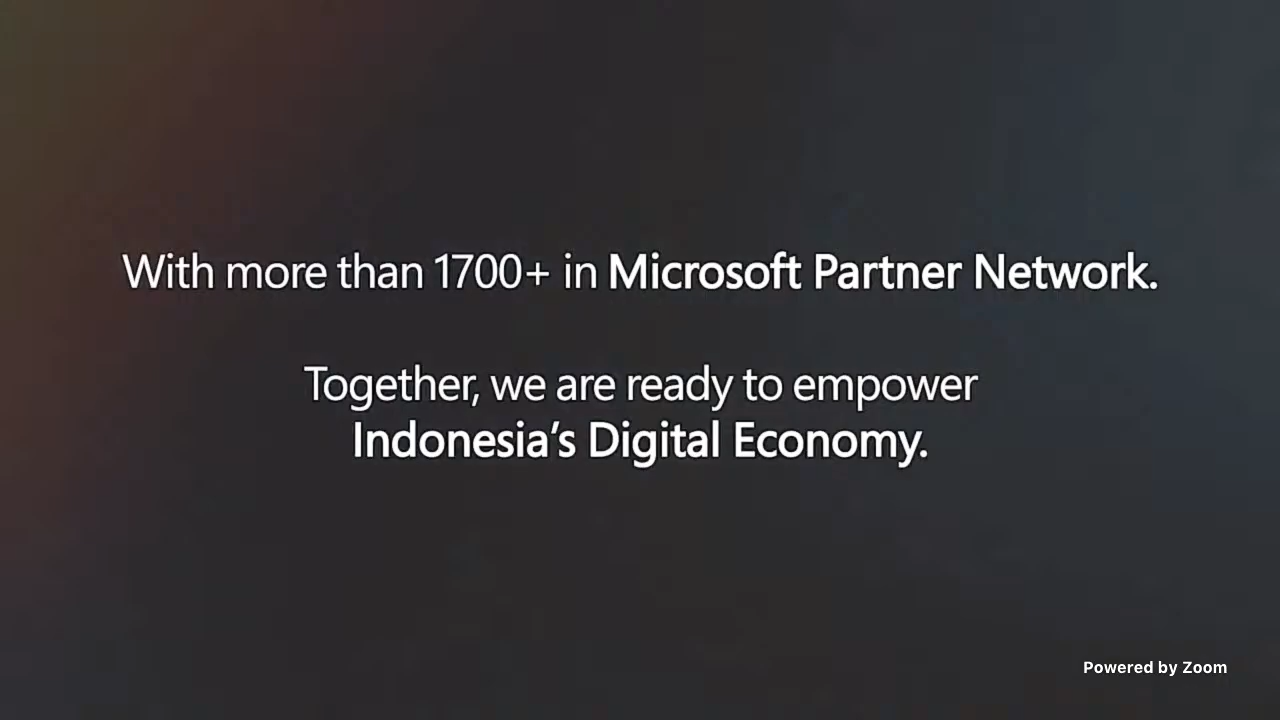 With more than 1700+ in Microsoft Partner Network.
Together, we are ready to empower
Indonesia’s Digital Economy.
Powered by Zoom